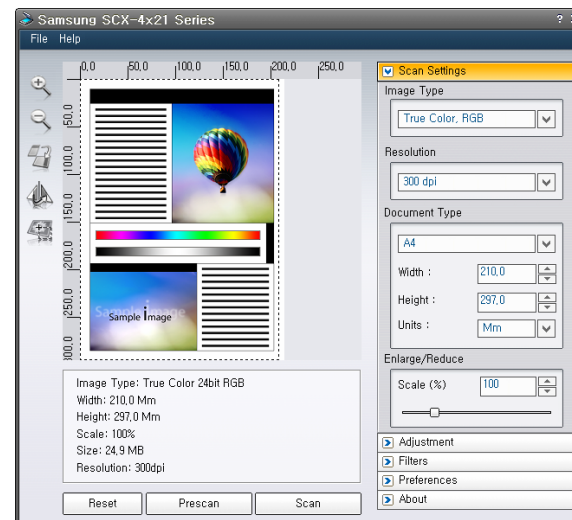 Samsung SCX-4x21 Series ?
File Help
0,0 50,0 100,0 150,0 200,0 250,0
50,0
100,0
150,0
200,0
250,0
300,0
Sample image
Sample image
Image Type: True Color 24bit RGB
Width: 210,0 Mm
Height: 297,0 Mm
Scale: 100%
Size: 24,9 MB
Resolution: 300dpi
Reset Prescan Scan
Scan Settings
Image Type
True Color, RGB
Resolution
300 dpi
Document Type
A4
Width : 210,0
Height : 297,0
Units : Mm
Enlarge/Reduce
Scale (%) 100
Adjustment
Filters
Preferences
About